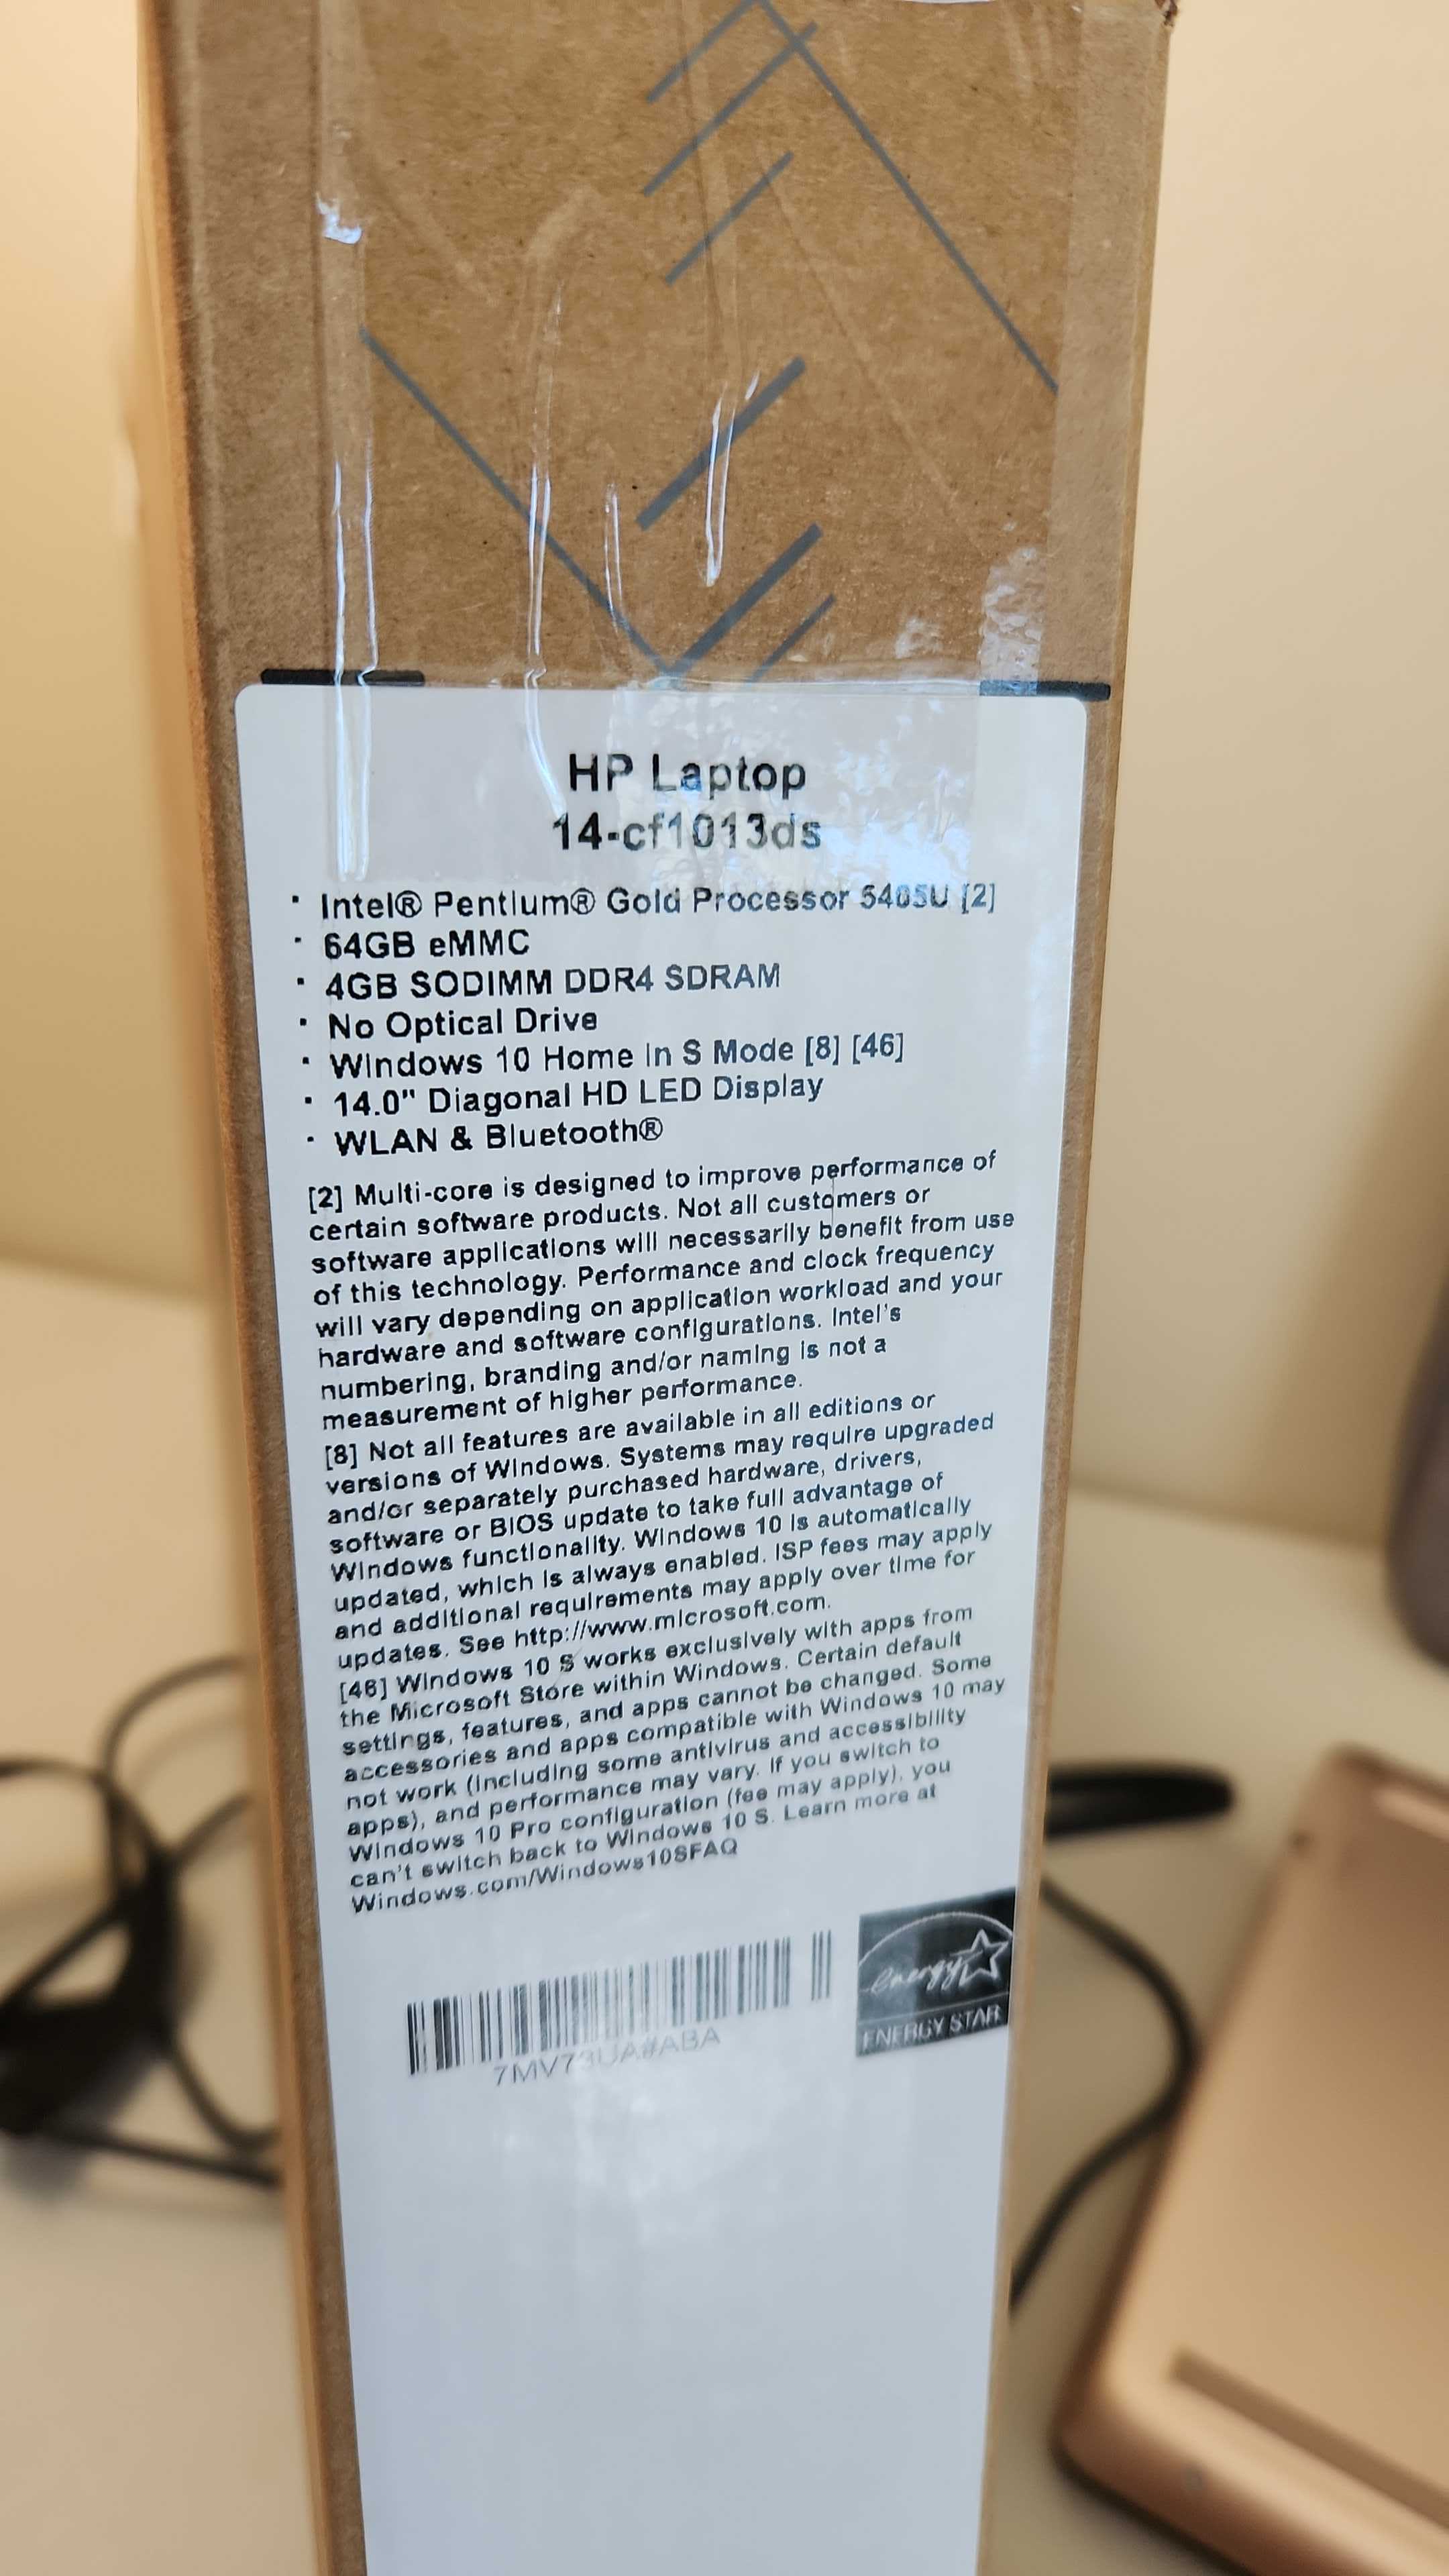 HP Laptop
14-cf1013ds
· Intel® Pentium® Gold Processor 5405U [2]
· 64GB eMMC
· 4GB SODIMM DDR4 SDRAM
· No Optical Drive
· Windows 10 Home in S Mode [8] [46]
· 14.0" Diagonal HD LED Display
· WLAN & Bluetooth®
[2] Multi-core is designed to improve performance of
certain software products. Not all customers or
software applications will necessarily benefit from use
of this technology. Performance and clock frequency
will vary depending on application workload and your
hardware and software configurations. Intel's
numbering, branding and/or naming is not a
measurement of higher performance.
[8] Not all features are available in all editions or
versions of Windows. Systems may require upgraded
and/or separately purchased hardware, drivers,
software or BIOS update to take full advantage of
Windows functionality. Windows 10 is automatically
updated, which is always enabled. ISP fees may apply
and additional requirements may apply over time for
updates. See http://www.microsoft.com.
[46] Windows 10 S works exclusively with apps from
the Microsoft Store within Windows. Certain default
settings, features, and apps cannot be changed. Some
accessories and apps compatible with Windows 10 may
not work (including some antivirus and accessibility
apps), and performance may vary. If you switch to
Windows 10 Pro configuration (fee may apply), you
can't switch back to Windows 10 S. Learn more at
Windows.com/Windows10SFAQ
energy
ENERGY STAR
7MV73UA#ABA